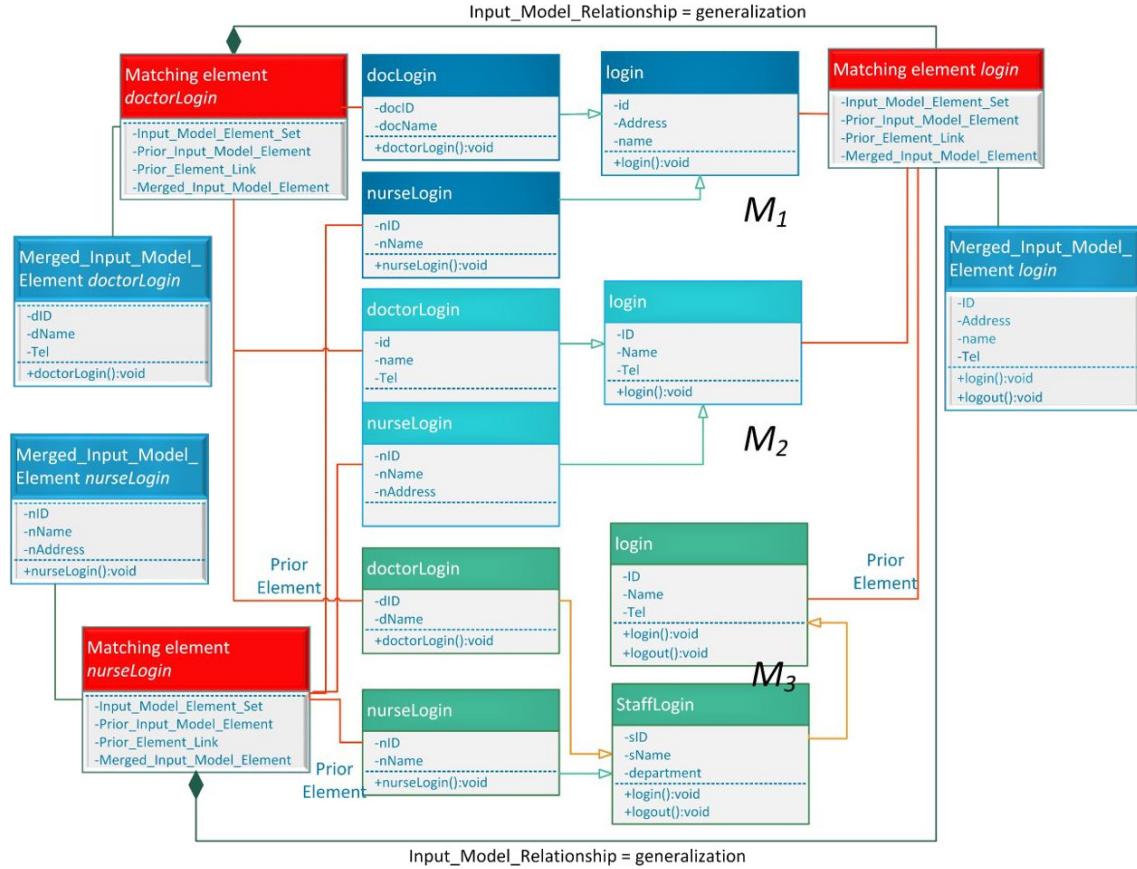 Input_Model_Relationship = generalization
Matching element
doctorLogin
-Input_Model_Element_Set
-Prior_Input_Model_Element
-Prior_Element_Link
-Merged_Input_Model_Element
docLogin
-docID
-docName
+doctorLogin():void
login
-id
-Address
-name
+login():void
Matching element login
-Input_Model_Element_Set
-Prior_Input_Model_Element
-Prior_Element_Link
-Merged_Input_Model_Element
nurseLogin
-nID
-nName
+nurseLogin():void
M1
Merged_Input_Model_
Element doctorLogin
-dID
-dName
-Tel
+doctorLogin():void
doctorLogin
-id
-name
-Tel
login
-ID
-Name
-Tel
+login():void
Merged_Input_Model_
Element login
-ID
-Address
-name
-Tel
+login():void
+logout():void
nurseLogin
-nID
-nName
-nAddress
M2
Merged_Input_Model_
Element nurseLogin
-nID
-nName
-nAddress
+nurseLogin():void
Prior
Element
doctorLogin
-dID
-dName
+doctorLogin():void
login
-ID
-Name
-Tel
+login():void
+logout():void
Prior
Element
M3
Matching element
nurseLogin
-Input_Model_Element_Set
-Prior_Input_Model_Element
-Prior_Element_Link
-Merged_Input_Model_Element
Prior
Element
nurseLogin
-nID
-nName
+nurseLogin():void
StaffLogin
-sID
-sName
-department
+login():void
+logout():void
Input_Model_Relationship = generalization